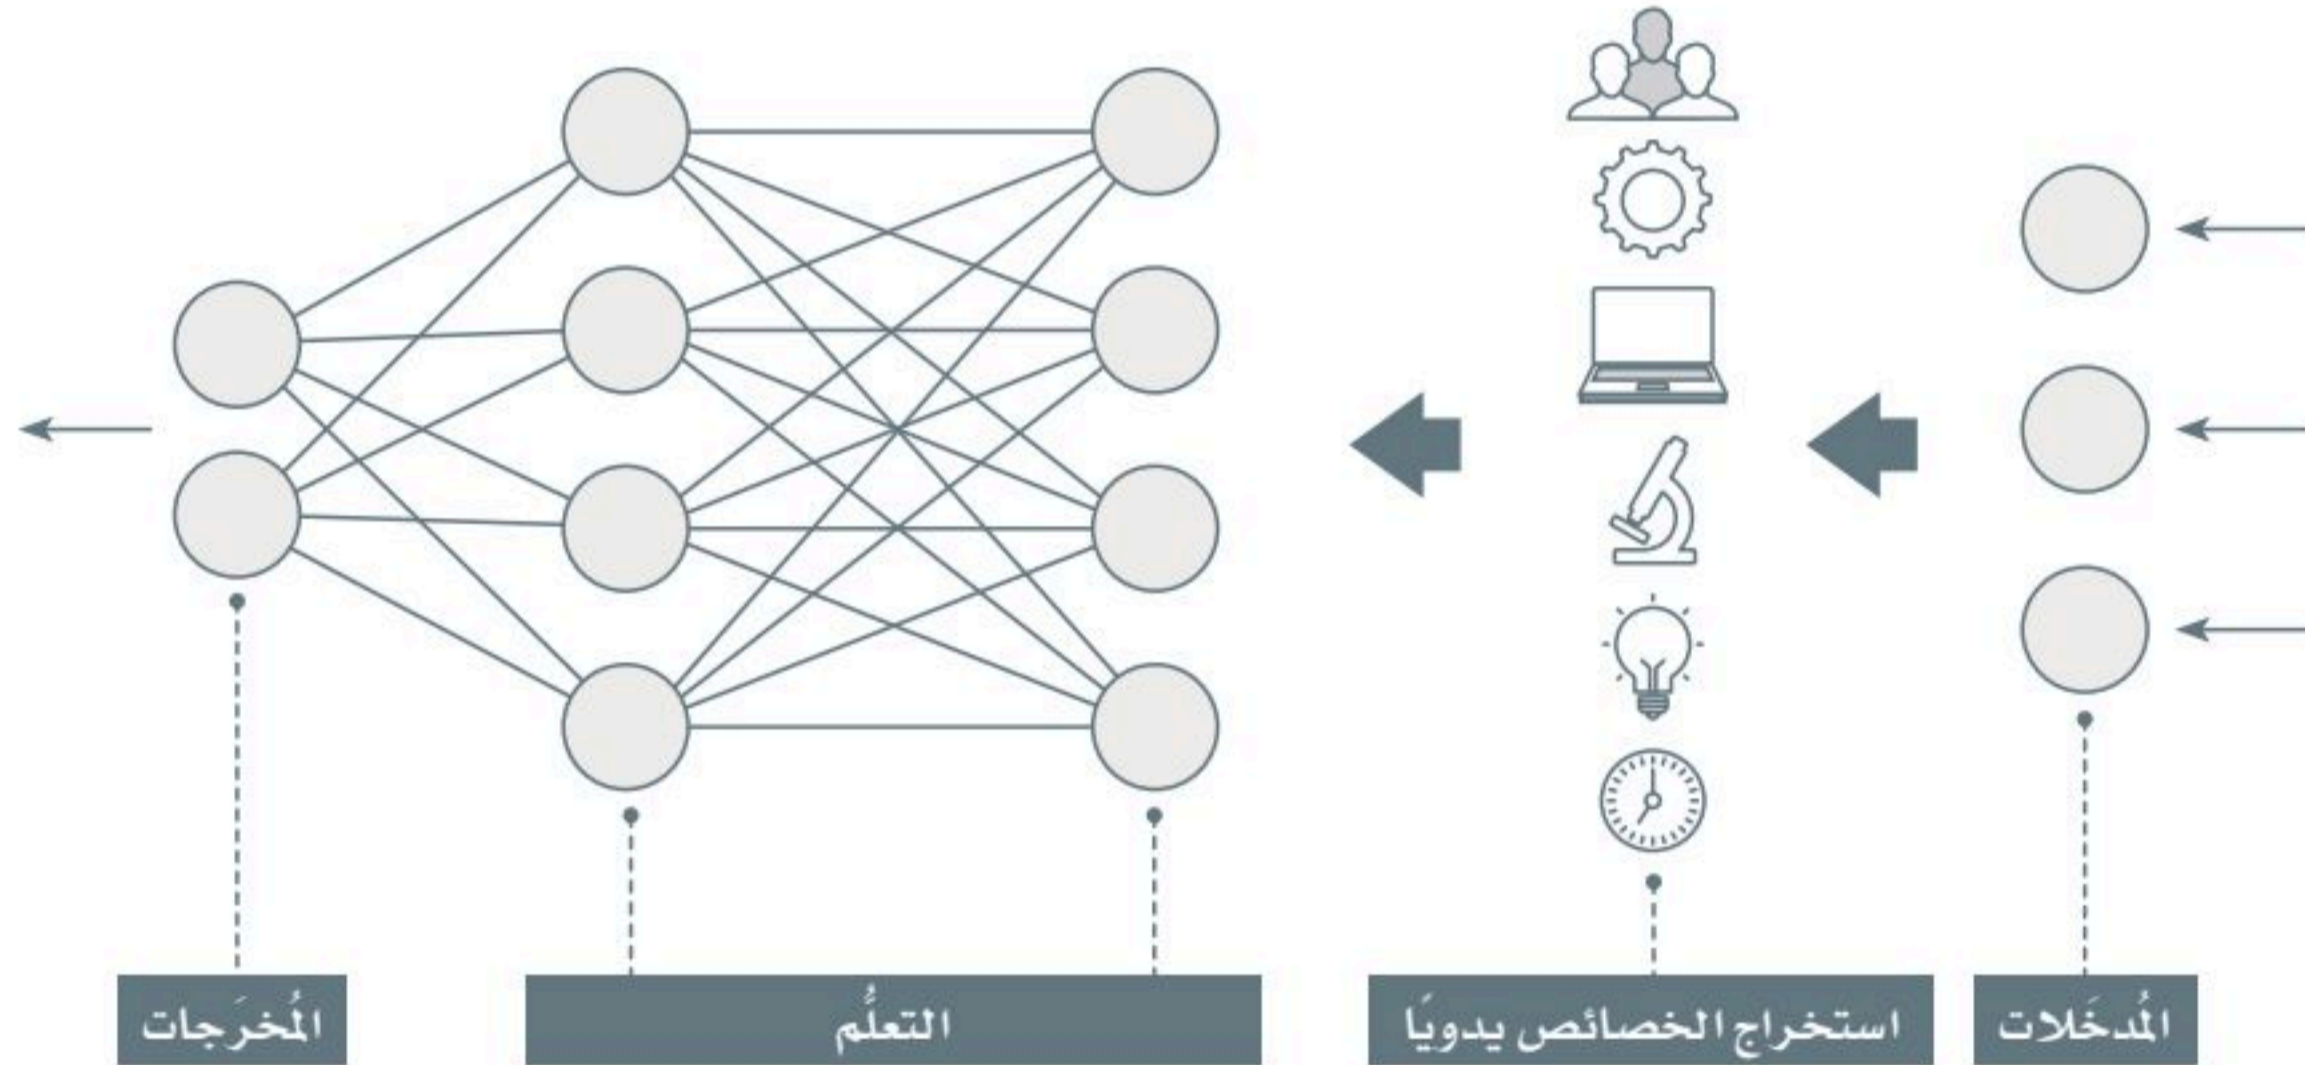 المُدخَلات
استخراج الخصائص يدويًا
التعلُّم
المُخرَجات